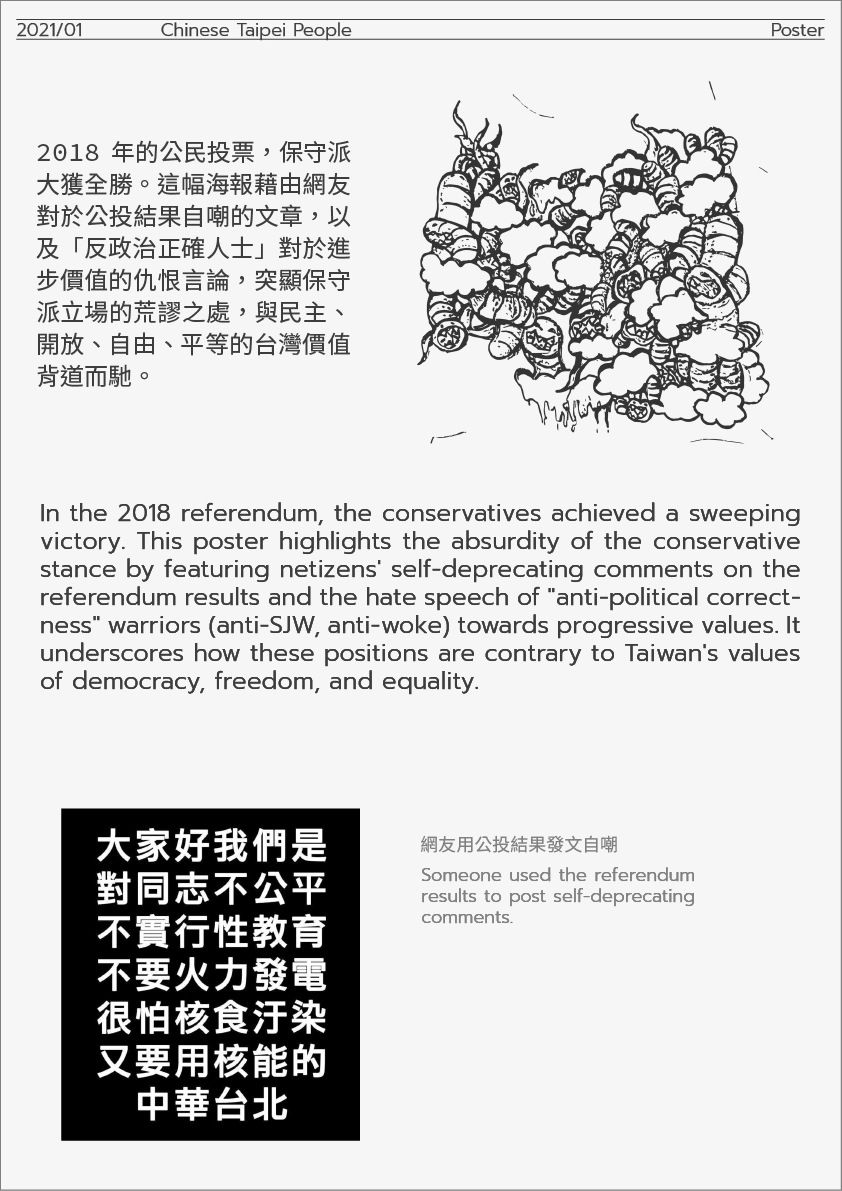 2021/01 Chinese Taipei People Poster
2018 年的公民投票，保守派
大獲全勝。這幅海報藉由網友
對於公投結果自嘲的文章，以
及「反政治正確人士」對於進
步價值的仇恨言論，突顯保守
派立場的荒謬之處，與民主、
開放、自由、平等的台灣價值
背道而馳。
In the 2018 referendum, the conservatives achieved a sweeping
victory. This poster highlights the absurdity of the conservative
stance by featuring netizens' self-deprecating comments on the
referendum results and the hate speech of "anti-political correct-
ness" warriors (anti-SJW, anti-woke) towards progressive values. It
underscores how these positions are contrary to Taiwan's values
of democracy, freedom, and equality.
大家好我們是
對同志不公平
不實行性教育
不要火力發電
很怕核食汙染
又要用核能的
中華台北
網友用公投結果發文自嘲
Someone used the referendum
results to post self-deprecating
comments.